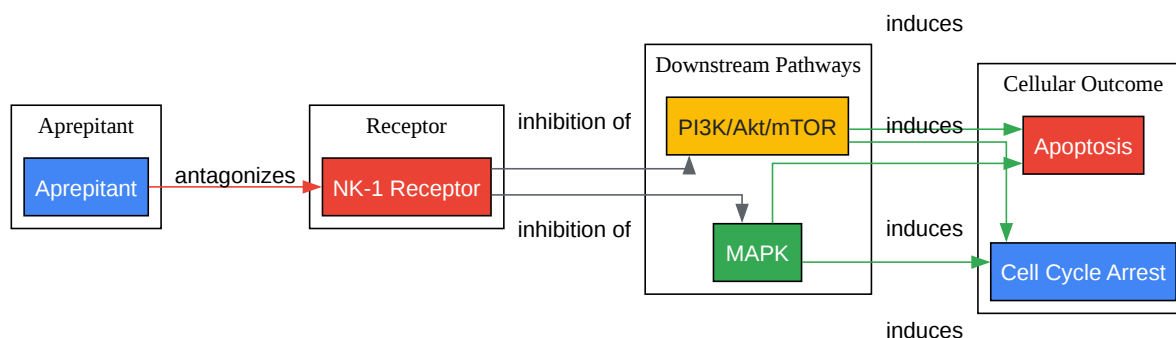 induces
Downstream Pathways
Cellular Outcome
Aprepitant
Receptor
inhibition of
PI3K/Akt/mTOR
induces
Apoptosis
Aprepitant
antagonizes
NK-1 Receptor
inhibition of
MAPK
induces
Cell Cycle Arrest
induces